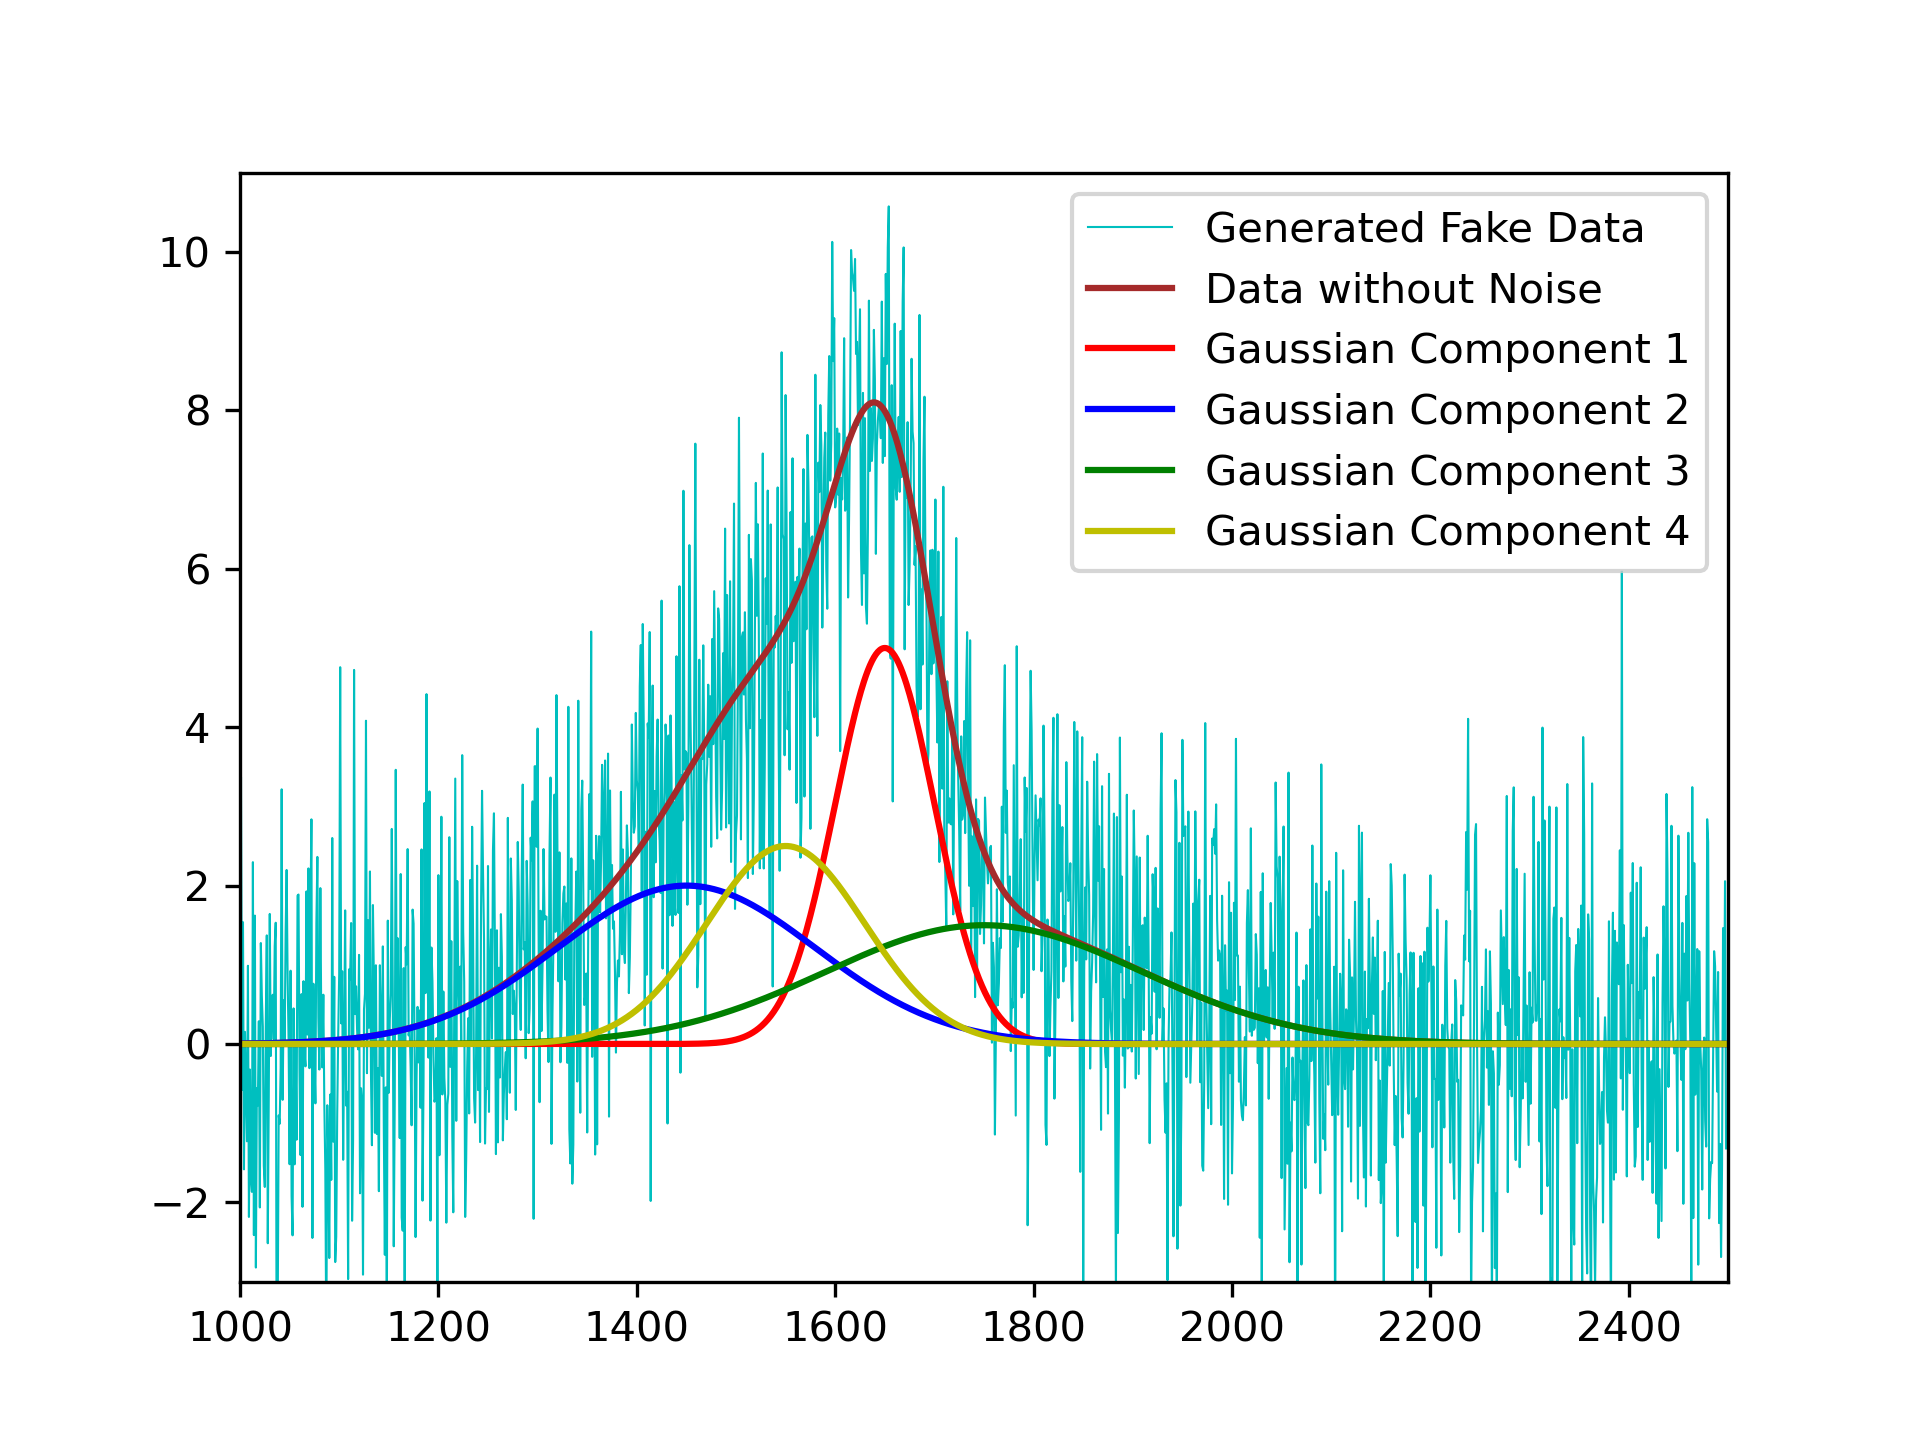 Generated Fake Data
Data without Noise
Gaussian Component 1
Gaussian Component 2
Gaussian Component 3
Gaussian Component 4
10
8
6
4
2
0
−2
1000 1200 1400 1600 1800 2000 2200 2400